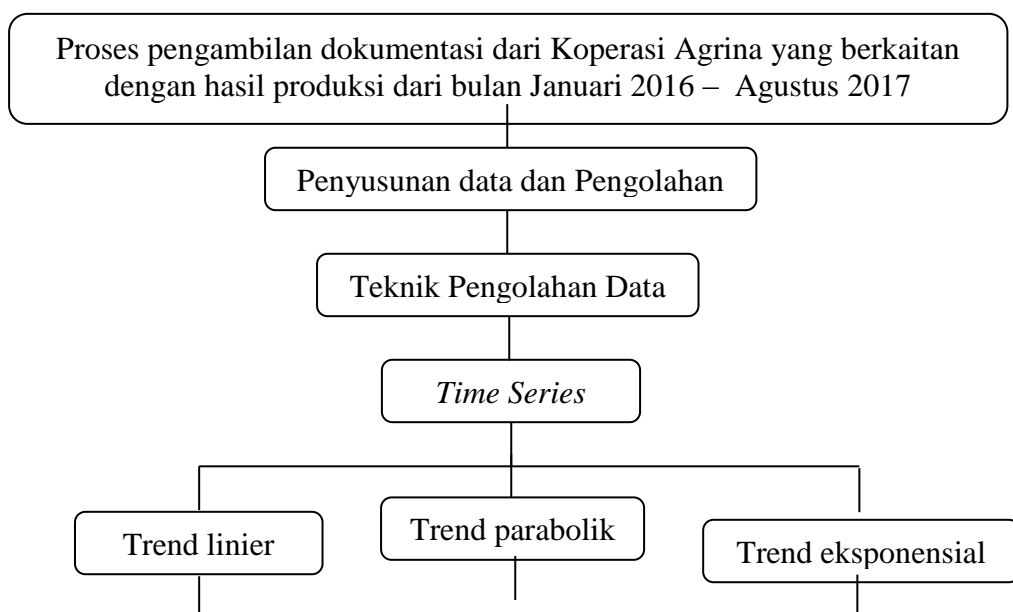 Proses pengambilan dokumentasi dari Koperasi Agrina yang berkaitan
dengan hasil produksi dari bulan Januari 2016 – Agustus 2017
Penyusunan data dan Pengolahan
Teknik Pengolahan Data
Time Series
Trend linier
Trend parabolik
Trend eksponensial